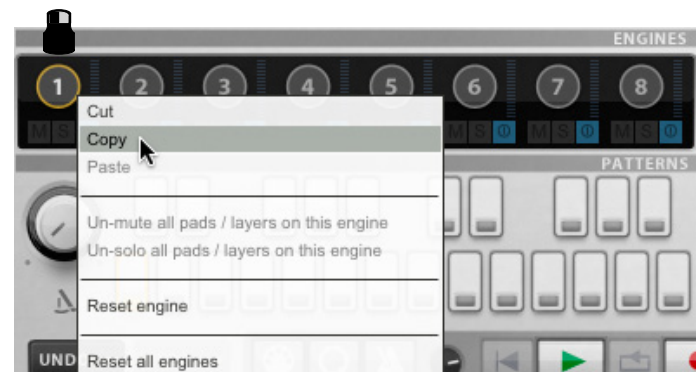 ENGINES
1 2 3 4 5 6 7 8
M S M S M S M S
Cut
Copy
Paste
PATTERNS
Un-mute all pads / layers on this engine
Un-solo all pads / layers on this engine
Reset engine
UND
Reset all engines